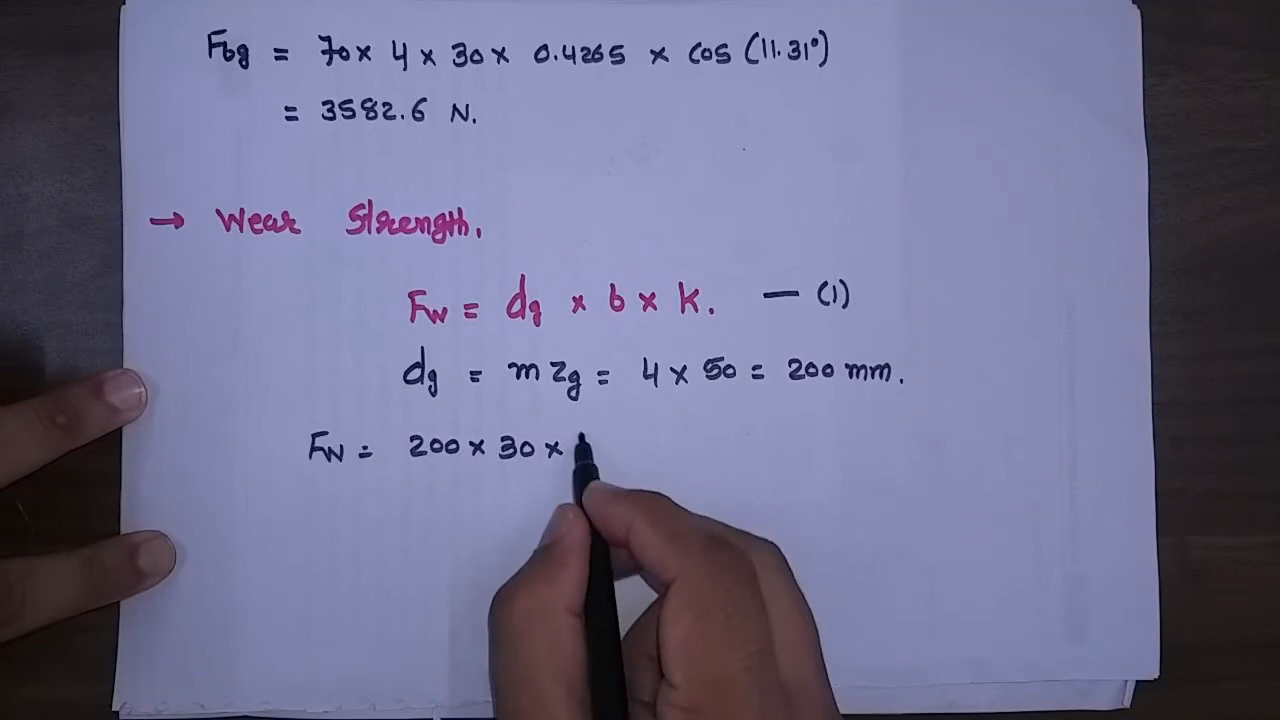 Fbg = 70 × 4 × 30 × 0.4265 × cos (11.31°)
= 3582.6 N.
→ Wear Strength.
Fw = dg × b × k. — (1)
dg = m zg = 4 × 50 = 200 mm.
Fw = 200 × 30 ×